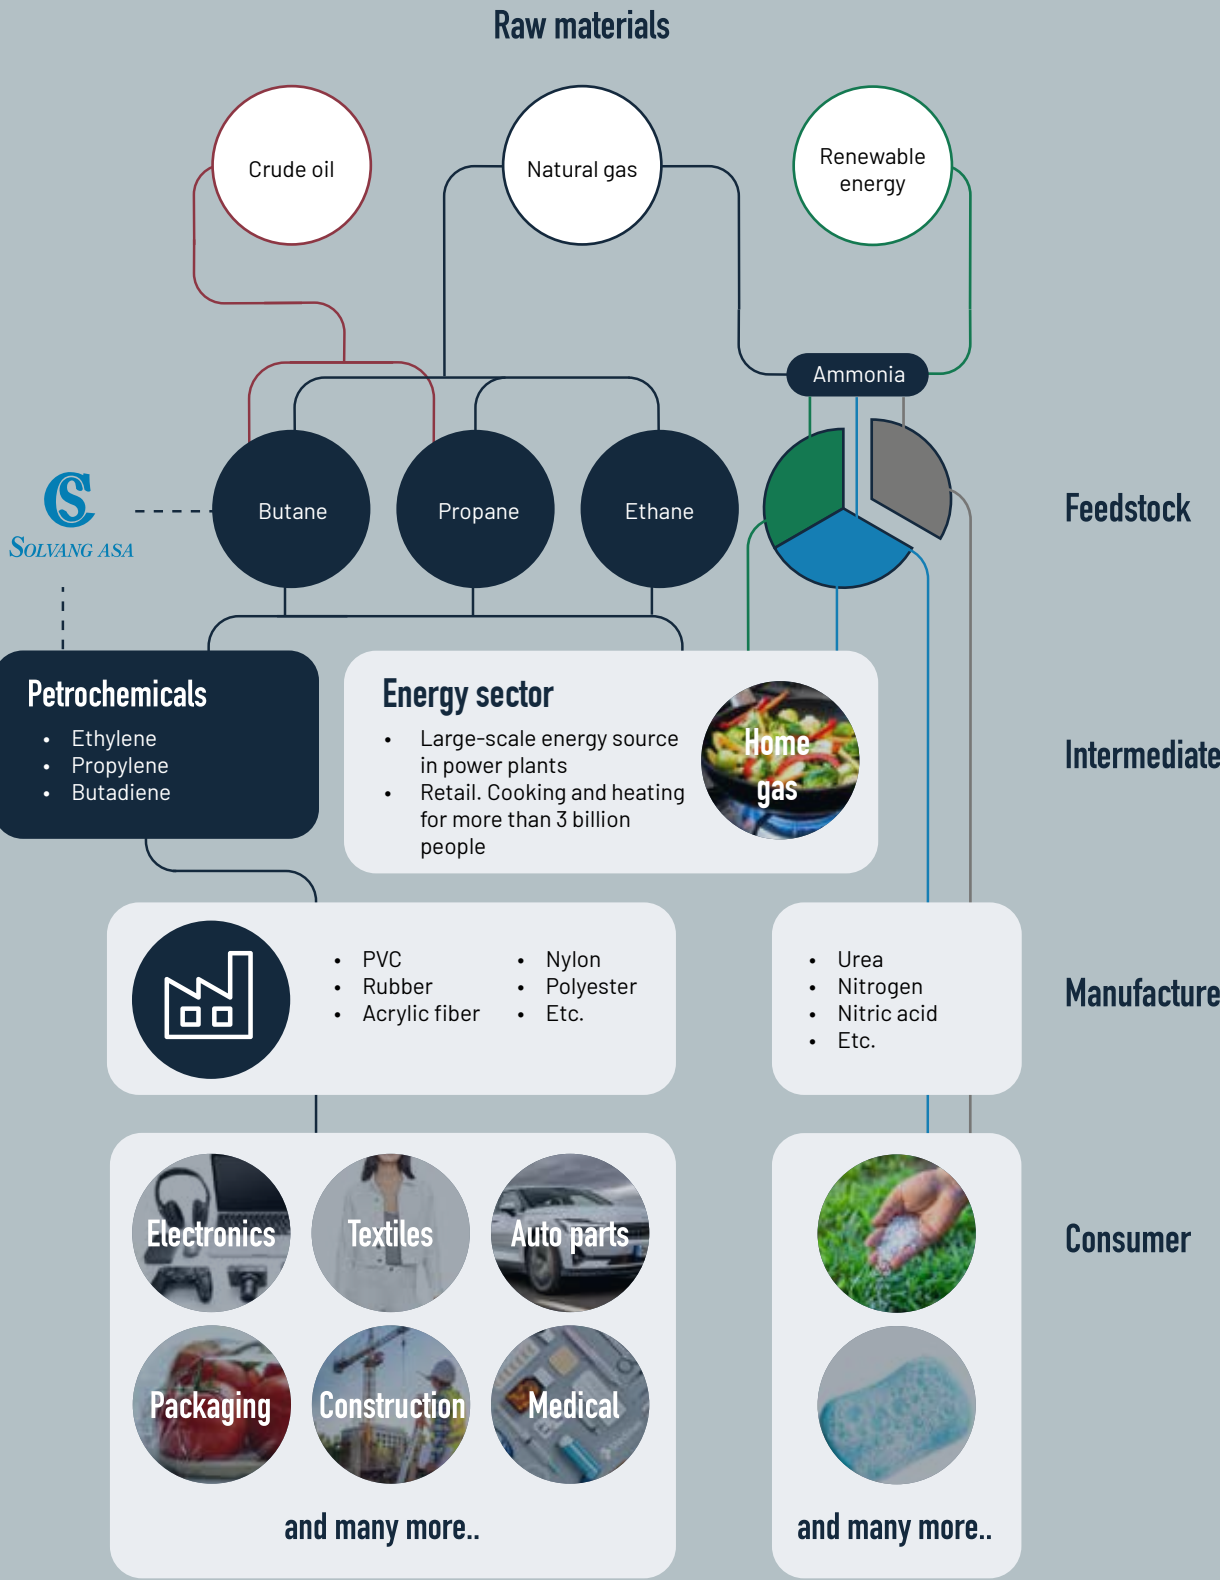 Raw materials
Crude oil
Natural gas
Renewable
energy
Ammonia
Butane
Propane
Ethane
Feedstock
CS
SOLVANG ASA
Petrochemicals
• Ethylene
• Propylene
• Butadiene
Energy sector
• Large-scale energy source
in power plants
• Retail. Cooking and heating
for more than 3 billion
people
Home
gas
Intermediate
• PVC
• Rubber
• Acrylic fiber
• Nylon
• Polyester
• Etc.
• Urea
• Nitrogen
• Nitric acid
• Etc.
Manufacture
Electronics
Textiles
Auto parts
Consumer
Packaging
Construction
Medical
and many more..
and many more..